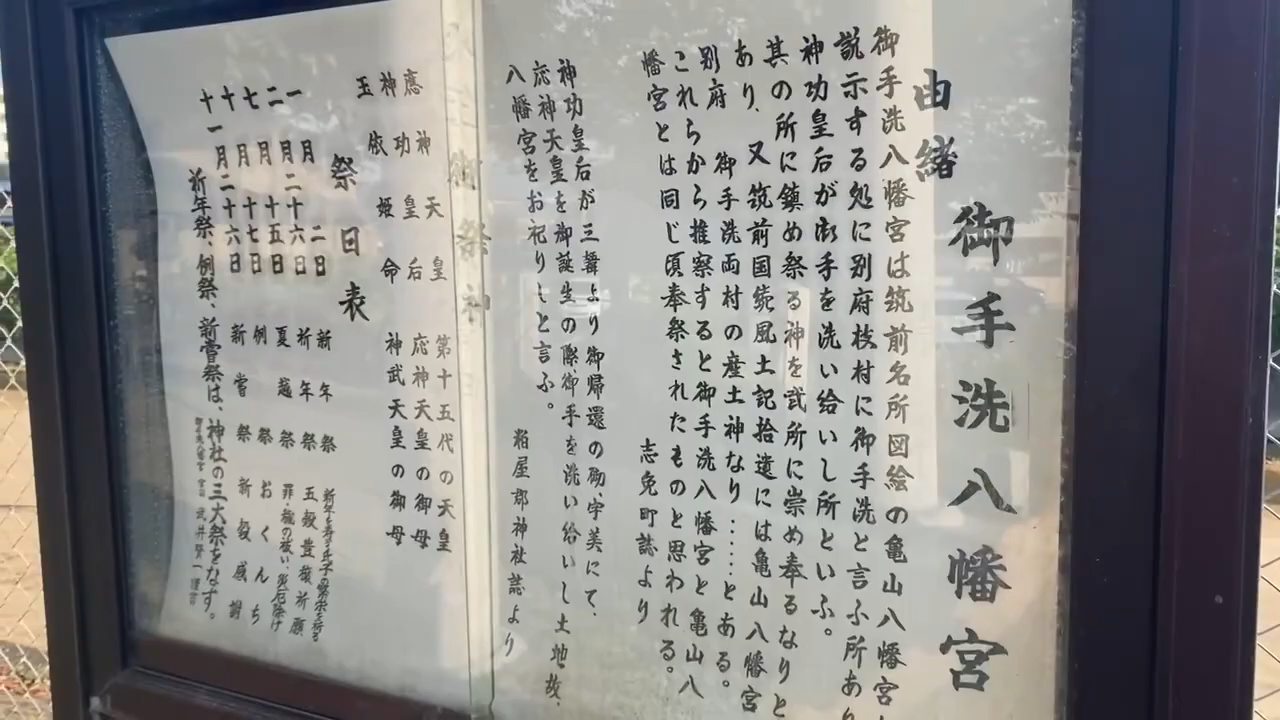 御手洗八幡宮
由緒
御手洗八幡宮は筑前名所図絵の亀山八幡宮
説示する処に別府枝村に御手洗と言ふ所あり
神功皇后が御手を洗い給いし所といふ。
其の所に鎮め祭る神を弐所に崇め奉るなりと
あり、又筑前国続風土記拾遺には亀山八幡宮
別府 御手洗両村の産土神なり……とある。
これらから推察すると御手洗八幡宮と亀山八
幡宮とは同じ頃奉祭されたものと思われる。
志免町誌より
神功皇后が三韓より御帰還の砌、宇美にて、
応神天皇を御誕生の際、御手を洗い給いし土地故、
八幡宮をお祀りしと言ふ。
粕屋郡神社誌より
御祭神
應神天皇 第十五代の天皇
神功皇后 応神天皇の御母
玉依姫命 神武天皇の御母
祭日表
一月 二日 新年祭
二月二十六日 祈年祭 五穀豊穣祈願
七月十五日 夏越祭 罪・穢の祓い、災厄除け
十月十七日 例祭 おくんち
十一月二十六日 新嘗祭 新穀感謝
祈年祭、例祭、新嘗祭は、神社の三大祭をなす。